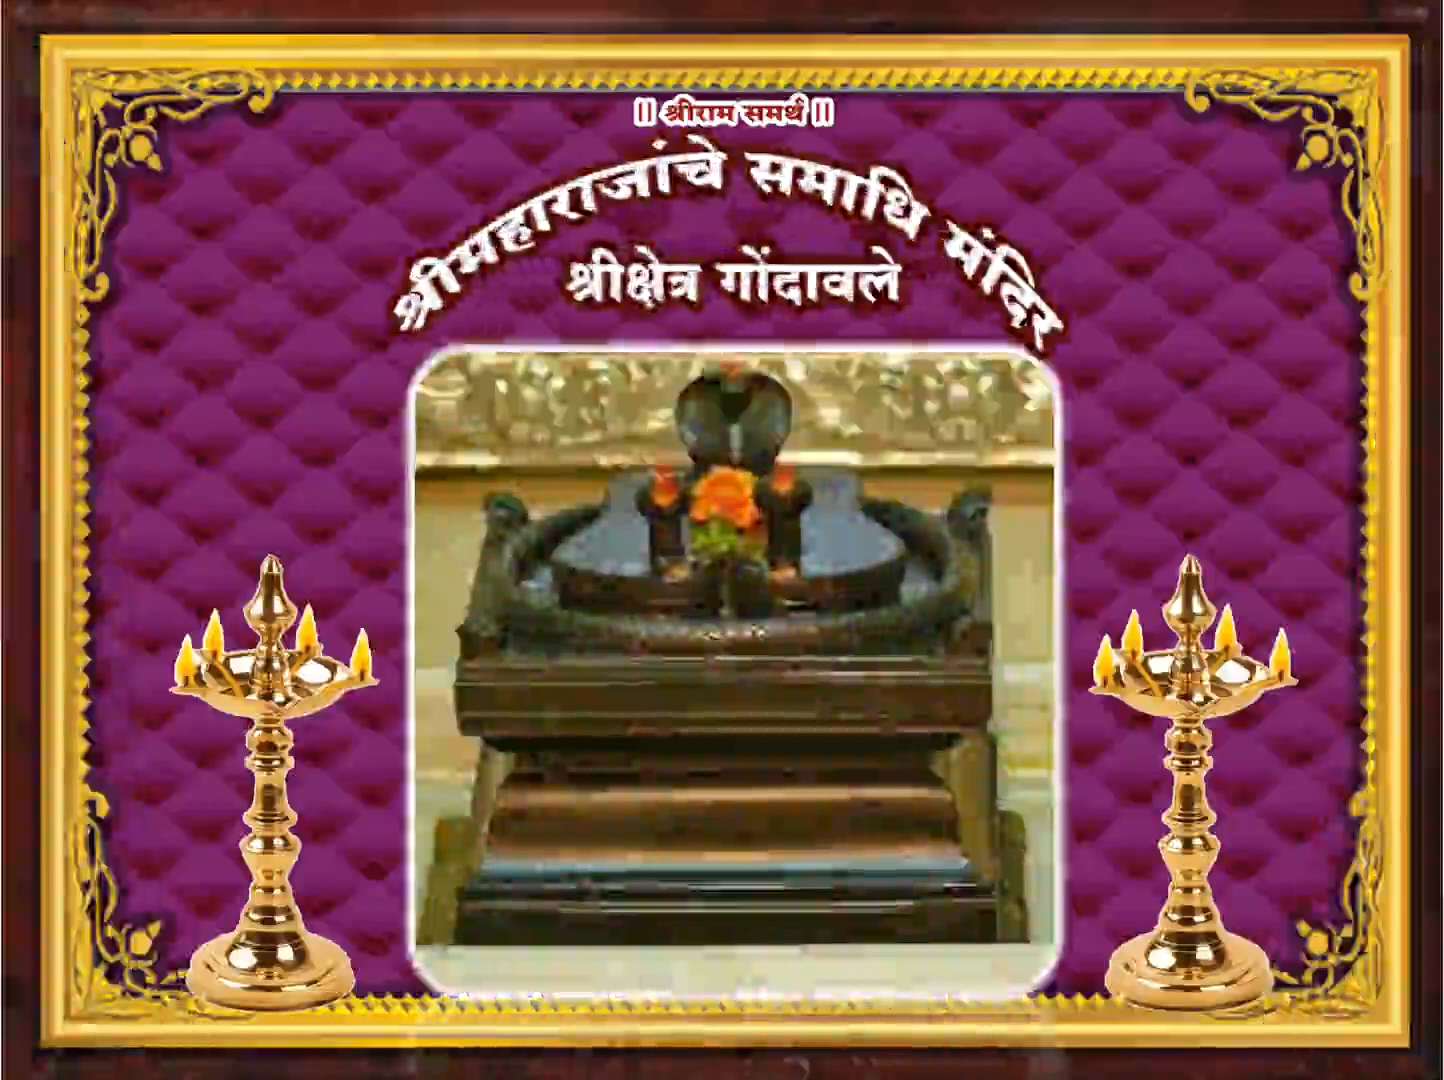 ॥ श्रीराम समर्थ ॥
श्रीमहाराजांचे समाधि मंदिर
श्रीक्षेत्र गोंदावले